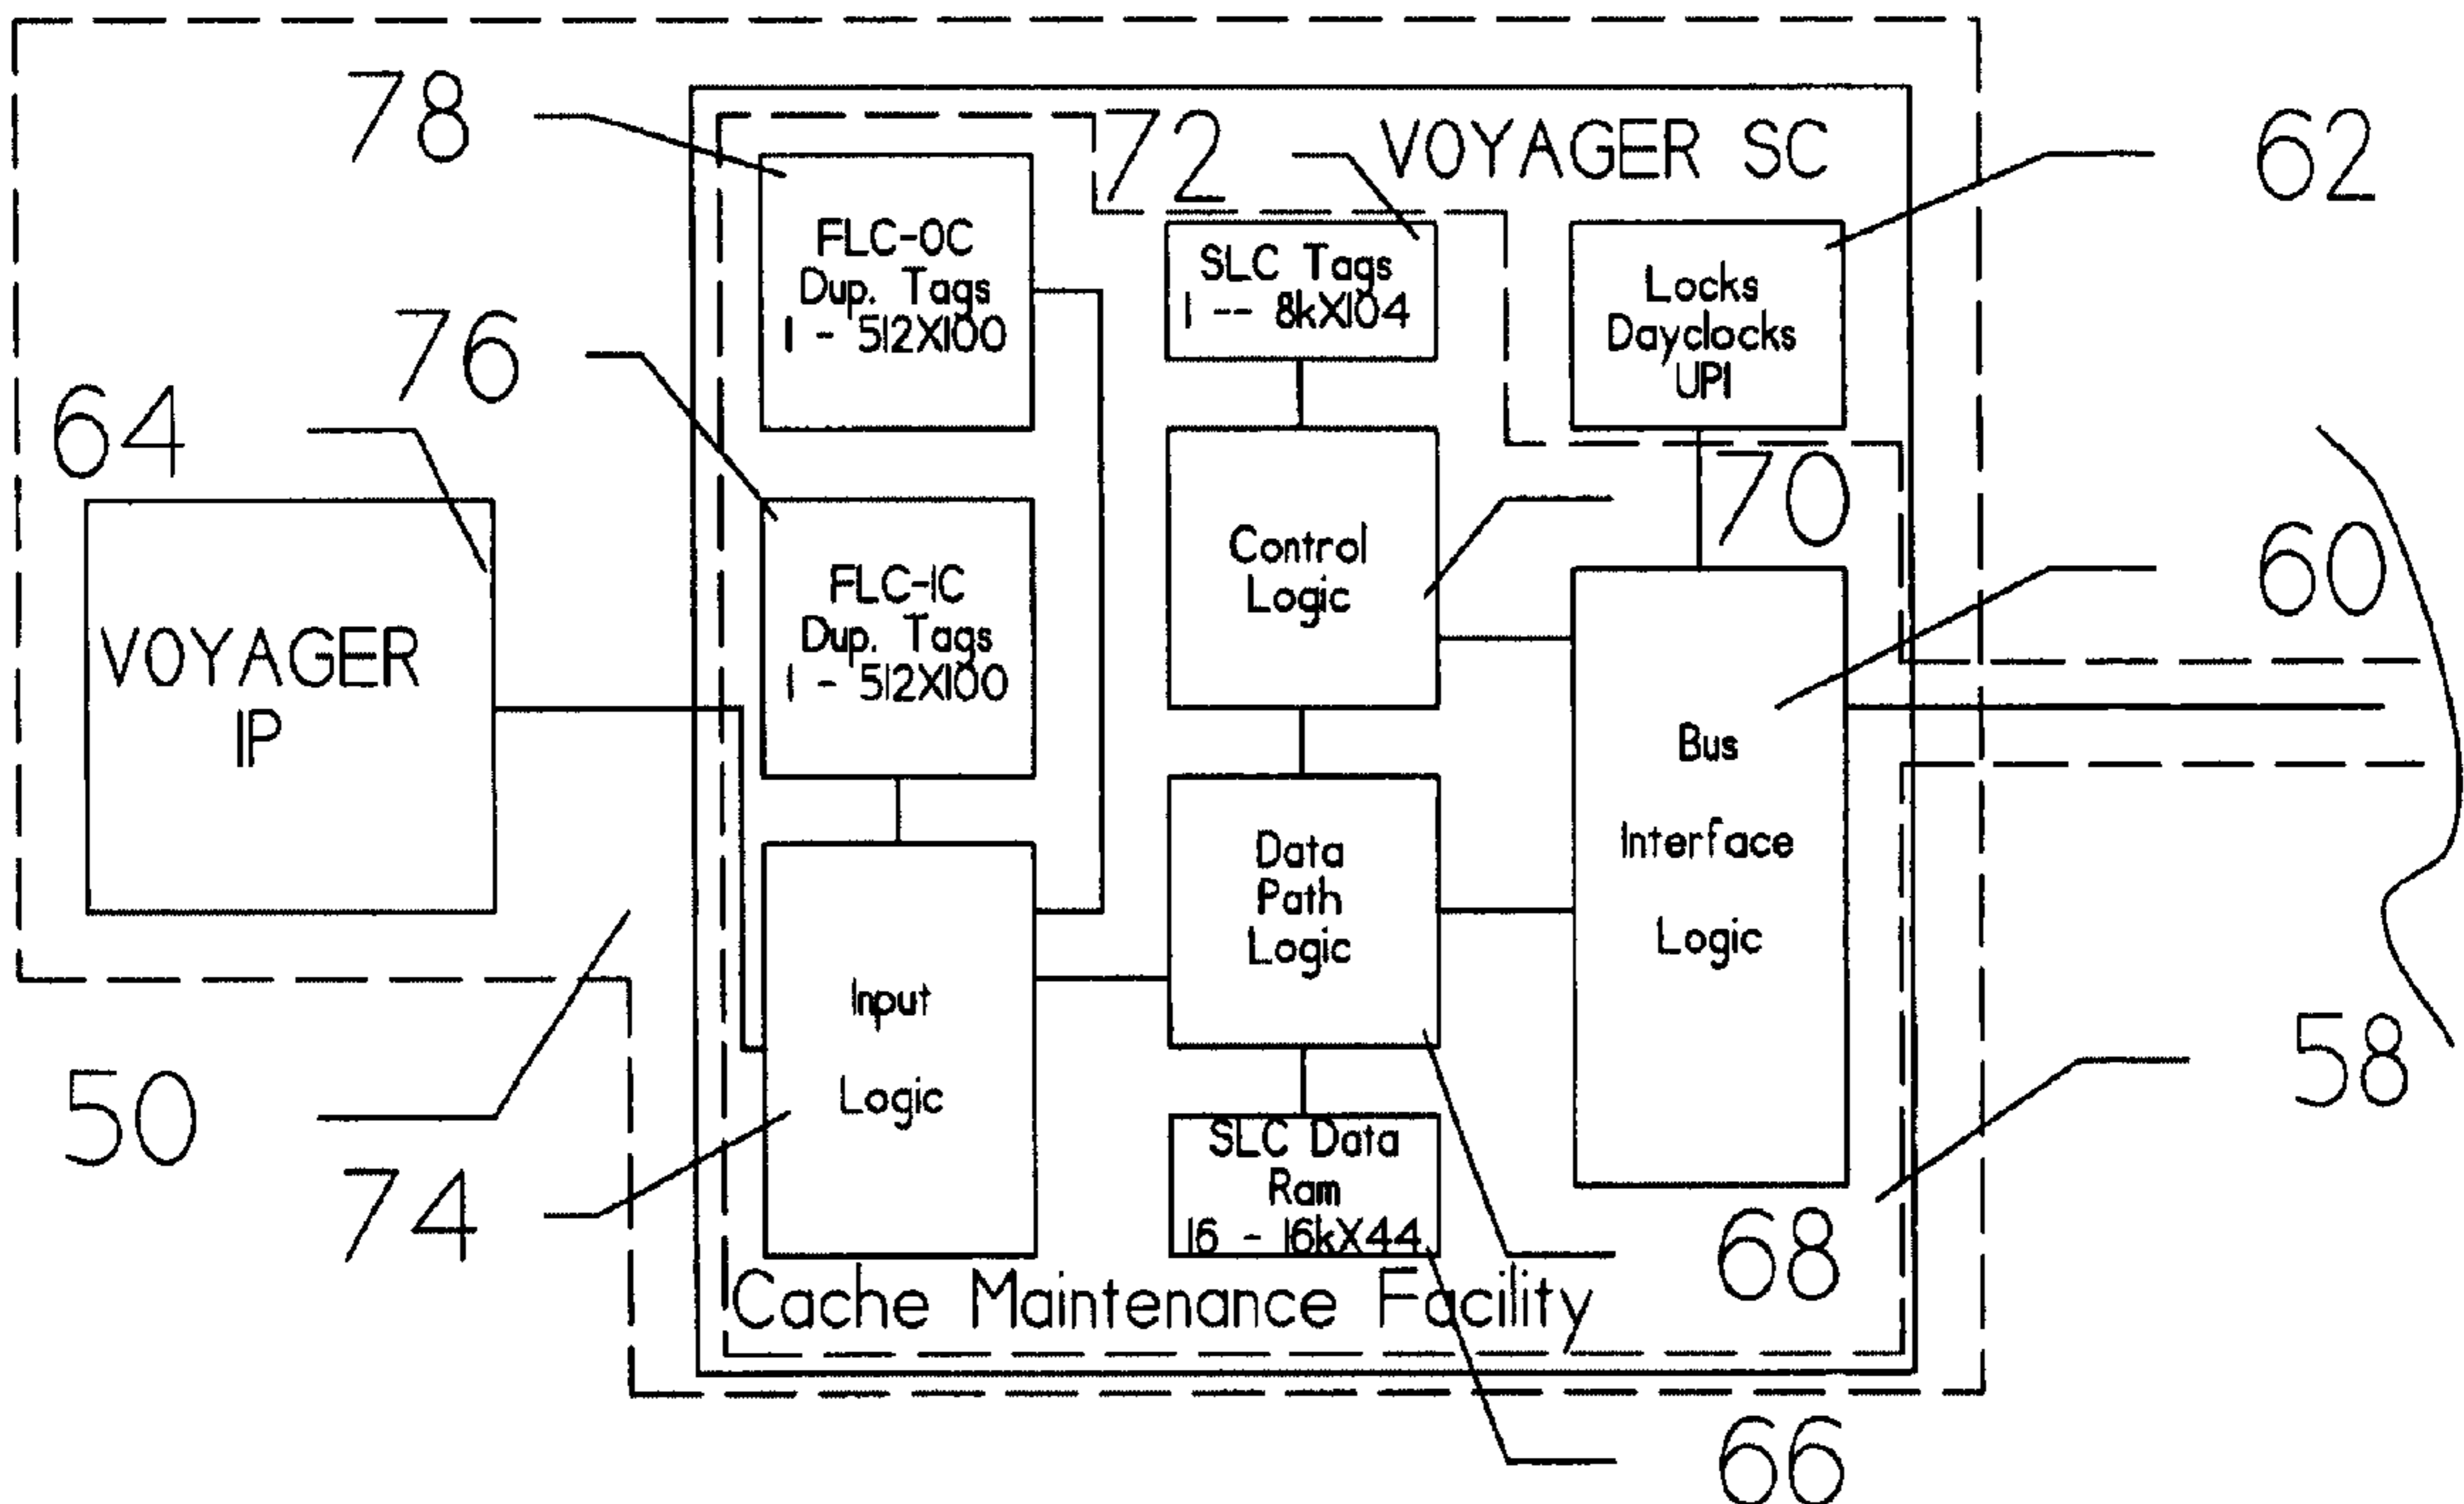 78
72
VOYAGER SC
62
FLC-OC
Dup. Tags
1 - 512X100
SLC Tags
1 -- 8kX104
Locks
Dayclocks
UPI
76
64
70
60
VOYAGER
IP
FLC-IC
Dup. Tags
1 - 512X100
Control
Logic
Bus
Interface
Logic
Data
Path
Logic
Input
Logic
58
50
74
SLC Data
Ram
16 - 16kX44
68
Cache Maintenance Facility
66